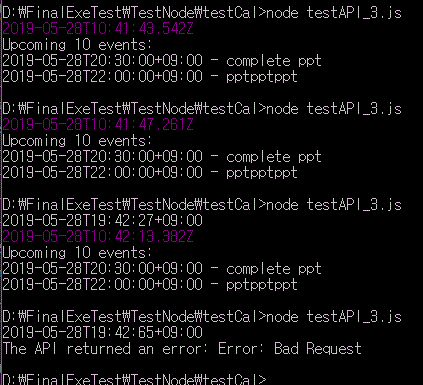 D:₩FinalExeTest₩TestNode₩testCal>node testAPI_3.js
2019-05-28T10:41:43.542Z
Upcoming 10 events:
2019-05-28T20:30:00+09:00 - complete ppt
2019-05-28T22:00:00+09:00 - pptpptppt
D:₩FinalExeTest₩TestNode₩testCal>node testAPI_3.js
2019-05-28T10:41:47.261Z
Upcoming 10 events:
2019-05-28T20:30:00+09:00 - complete ppt
2019-05-28T22:00:00+09:00 - pptpptppt
D:₩FinalExeTest₩TestNode₩testCal>node testAPI_3.js
2019-05-28T19:42:27+09:00
2019-05-28T10:42:13.382Z
Upcoming 10 events:
2019-05-28T20:30:00+09:00 - complete ppt
2019-05-28T22:00:00+09:00 - pptpptppt
D:₩FinalExeTest₩TestNode₩testCal>node testAPI_3.js
2019-05-28T19:42:65+09:00
The API returned an error: Error: Bad Request
D:₩FinalExeTest₩TestNode₩testCal>